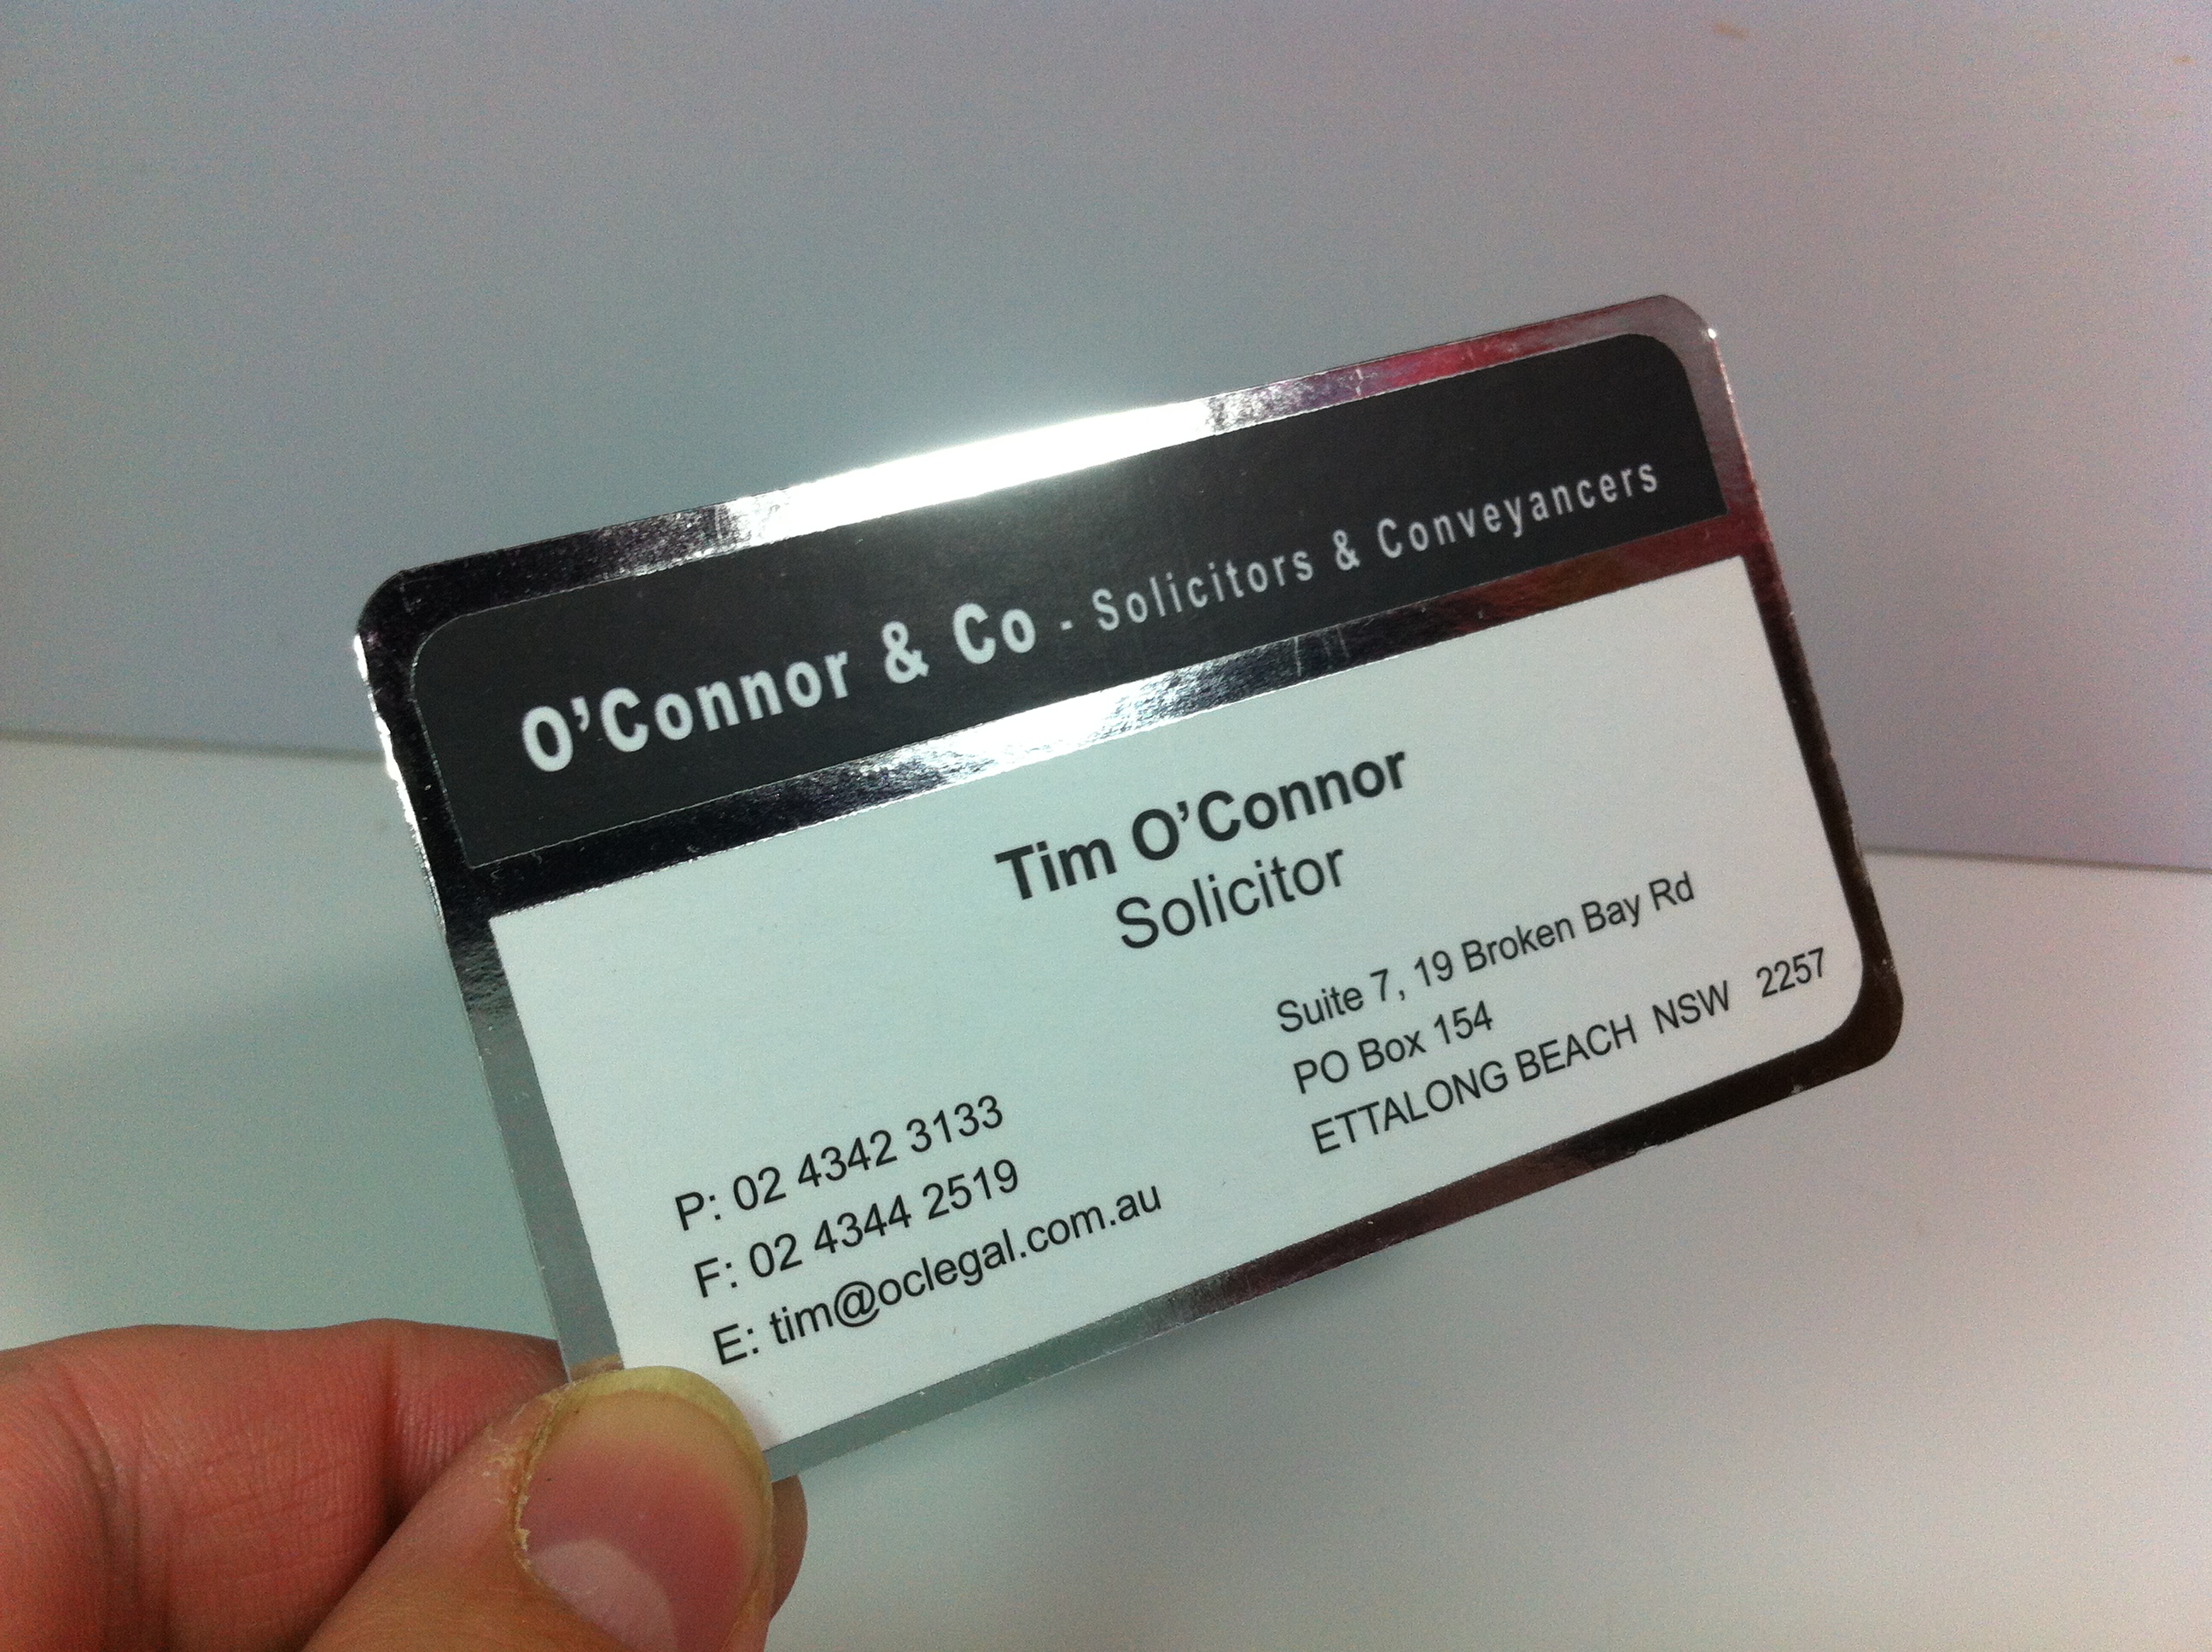 O'Connor & Co - Solicitors & Conveyancers
Tim O'Connor
Solicitor
P: 02 4342 3133
F: 02 4344 2519
E: tim@oclegal.com.au
Suite 7, 19 Broken Bay Rd
PO Box 154
ETTALONG BEACH NSW 2257